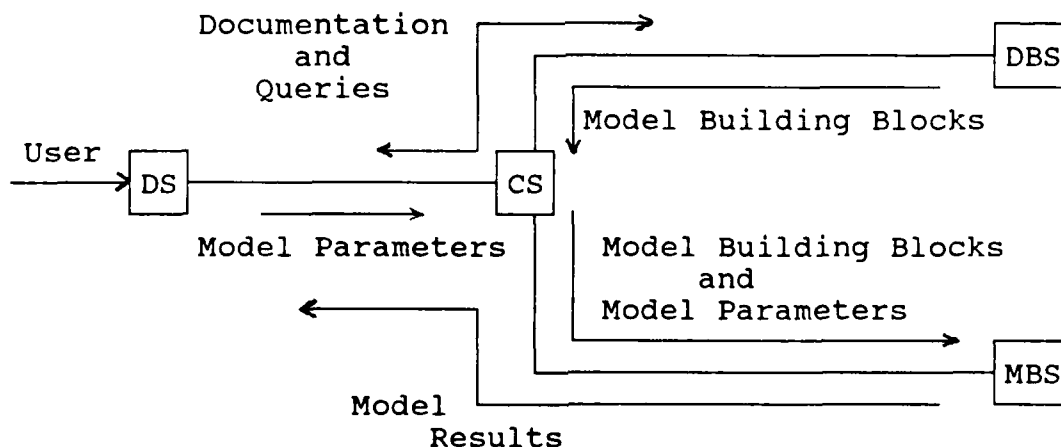 Documentation
and
Queries
DBS
Model Building Blocks
User
DS
CS
Model Parameters
Model Building Blocks
and
Model Parameters
MBS
Model
Results